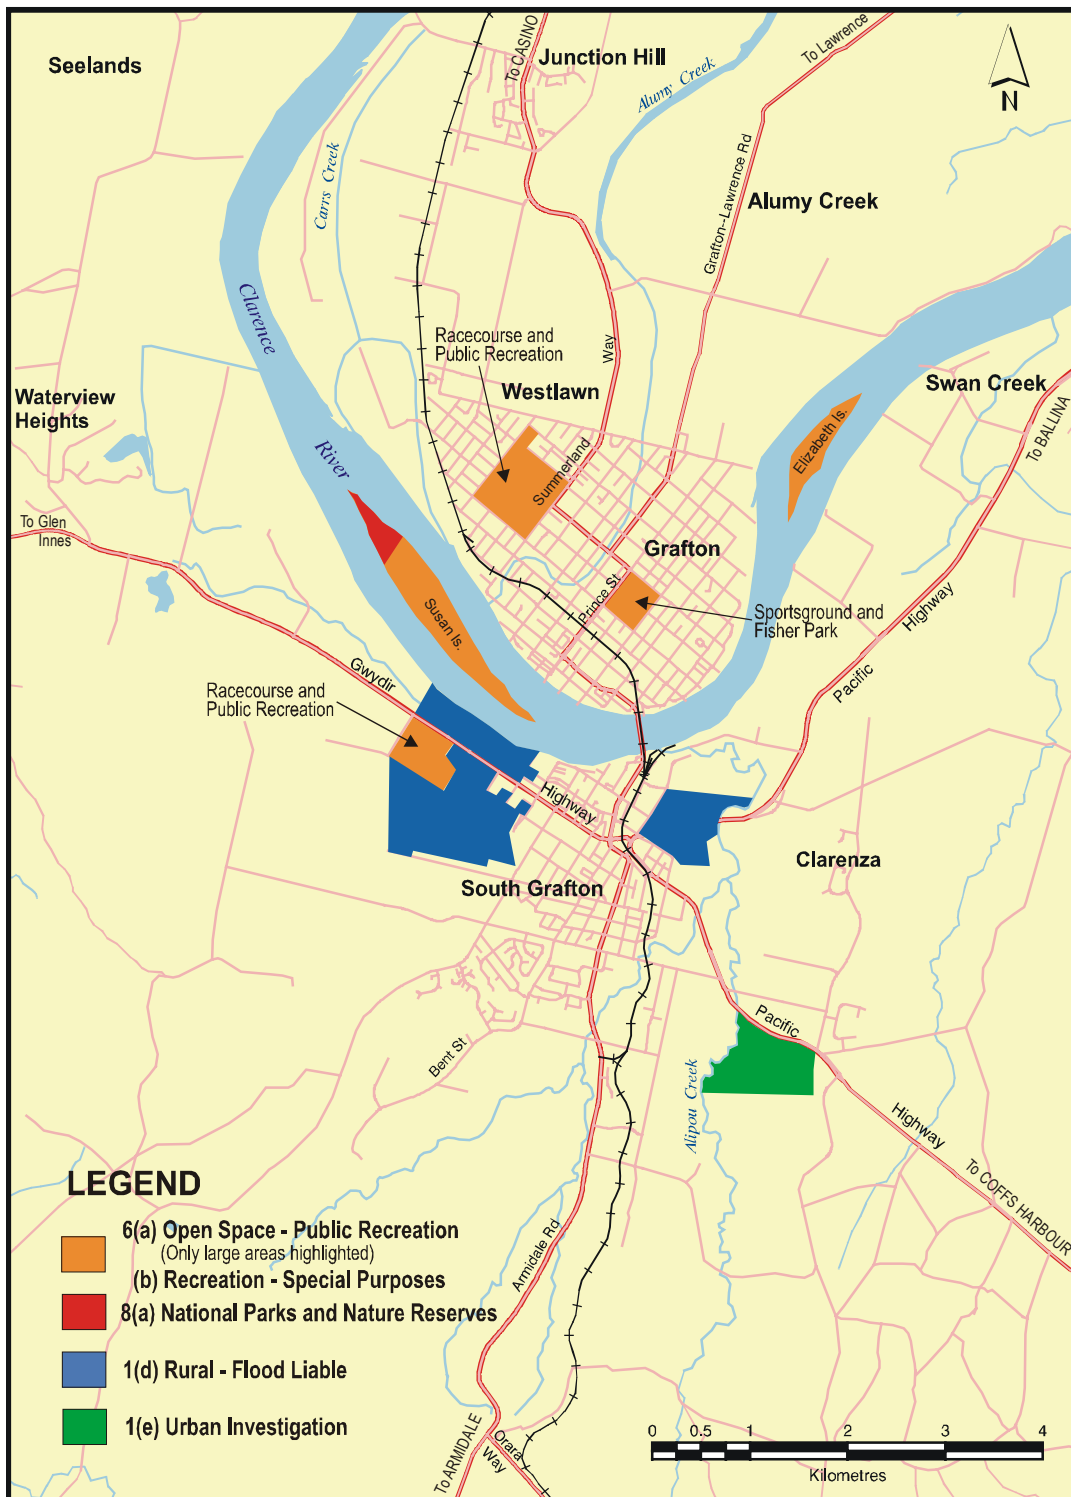 To CASINO
Junction Hill
To Lawrence
Seelands
Alumy Creek
N
Carrs Creek
Grafton--Lawrence Rd
Alumy Creek
Clarence
River
Racecourse and
Public Recreation
Way
Westlawn
Swan Creek
To BALLINA
Waterview
Heights
Elizabeth Is.
Summerland
To Glen
Innes
Grafton
Prince St
Sportsground and
Fisher Park
Highway
Pacific
Susan Is.
Gwydir
Racecourse and
Public Recreation
Highway
Clarenza
South Grafton
Pacific
Bent St
Alipou Creek
Highway
To COFFS HARBOUR
LEGEND
6(a) Open Space - Public Recreation
(Only large areas highlighted)
(b) Recreation - Special Purposes
8(a) National Parks and Nature Reserves
1(d) Rural - Flood Liable
1(e) Urban Investigation
Armidale Rd
To ARMIDALE
Orara
Way
0 0.5 1 2 3 4
Kilometres